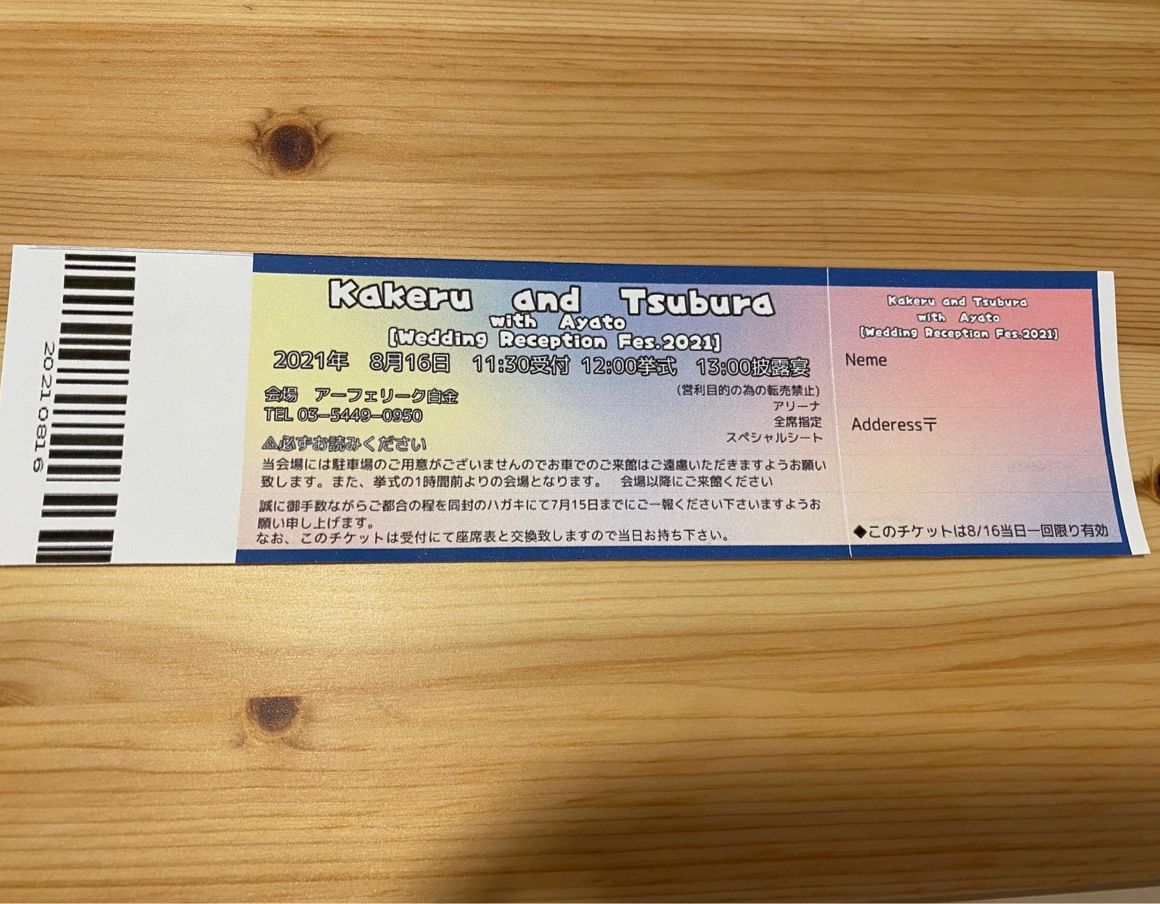 20210816
Kakeru and Tsubura
with Ayato
[Wedding Reception Fes.2021]
2021年 8月16日 11:30受付 12:00挙式 13:00披露宴
会場 アーフェリーク白金
TEL 03-5449-0950
(営利目的の為の転売禁止)
アリーナ
全席指定
スペシャルシート
⚠必ずお読みください
当会場には駐車場のご用意がございませんのでお車でのご来館はご遠慮いただきますようお願い
致します。また、挙式の1時間前よりの会場となります。 会場以降にご来館ください
誠に御手数ながらご都合の程を同封のハガキにて7月15日までにご一報ください下さいますようお
願い申し上げます。
なお、このチケットは受付にて座席表と交換致しますので当日お持ち下さい。
Kakeru and Tsubura
with Ayato
[Wedding Reception Fes.2021]
Neme
Adderess〒
◆このチケットは8/16当日一回限り有効